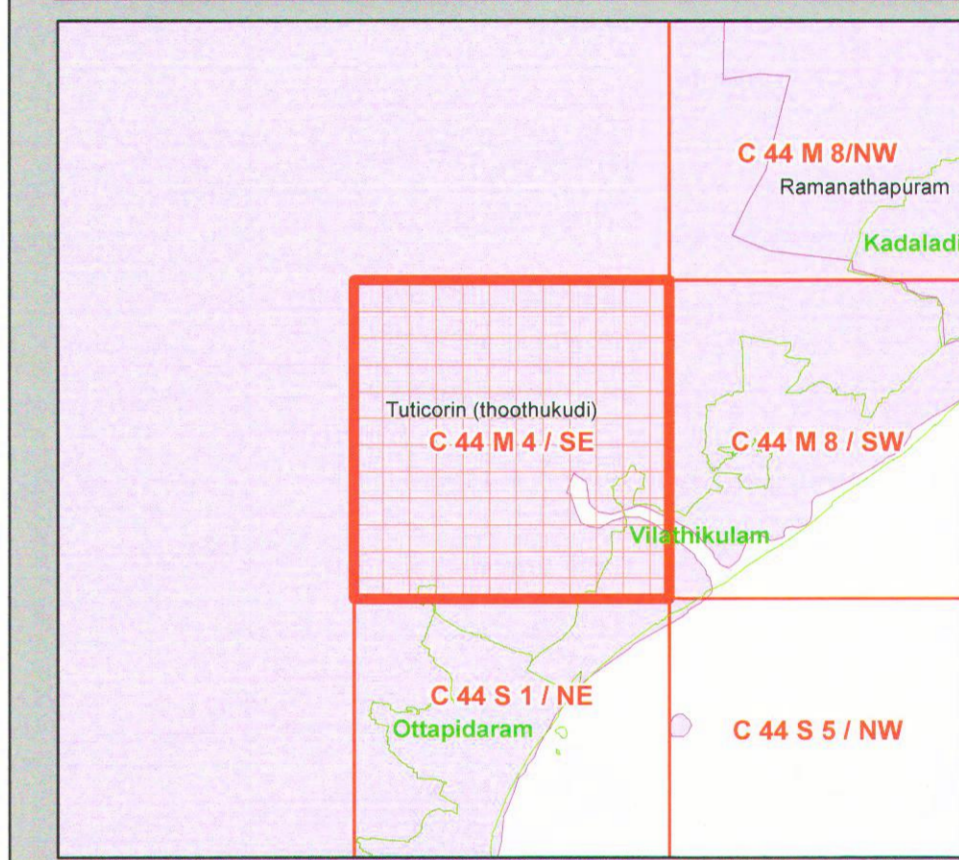 C 44 M 8/NW
Ramanathapuram
Kadaladi
Tuticorin (thoothukudi)
C 44 M 4 / SE
C 44 M 8 / SW
Vilathikulam
C 44 S 1 / NE
Ottapidaram
C 44 S 5 / NW